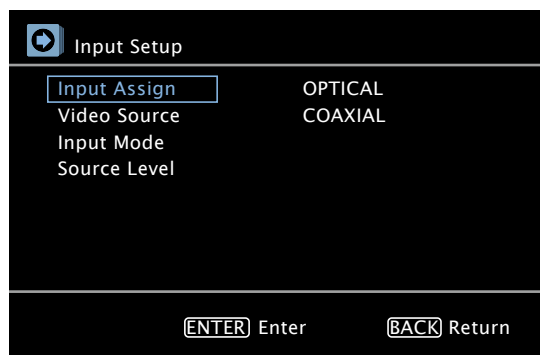 Input Setup
Input Assign OPTICAL
Video Source COAXIAL
Input Mode
Source Level
ENTER Enter BACK Return